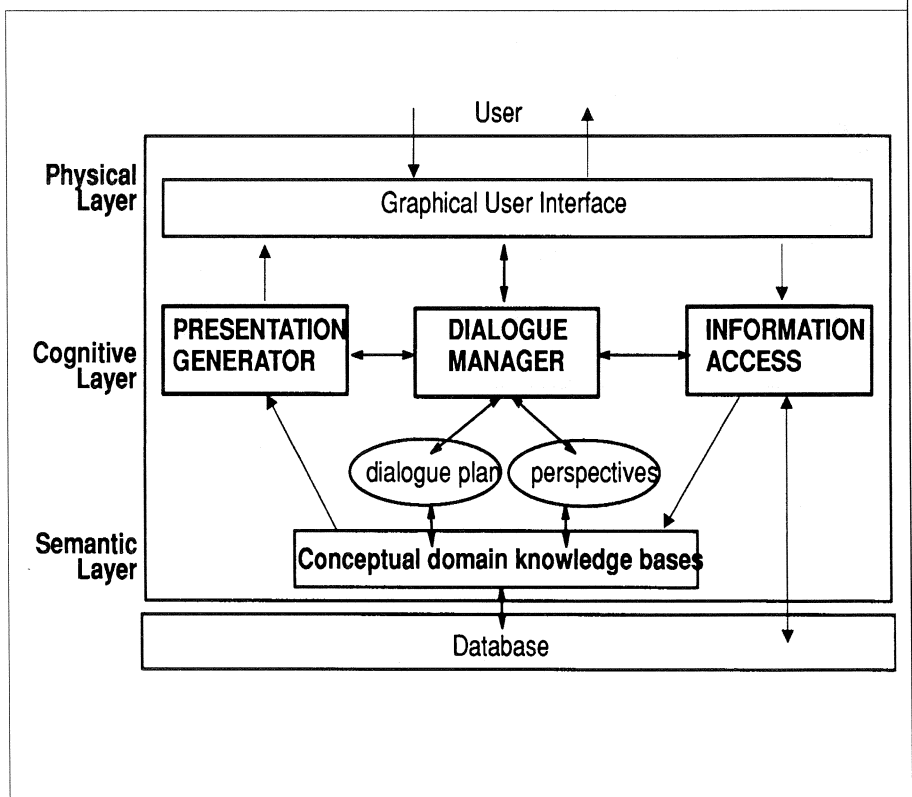 User
Physical
Layer
Graphical User Interface
PRESENTATION
GENERATOR
DIALOGUE
MANAGER
INFORMATION
ACCESS
Cognitive
Layer
dialogue plan
perspectives
Semantic
Layer
Conceptual domain knowledge bases
Database